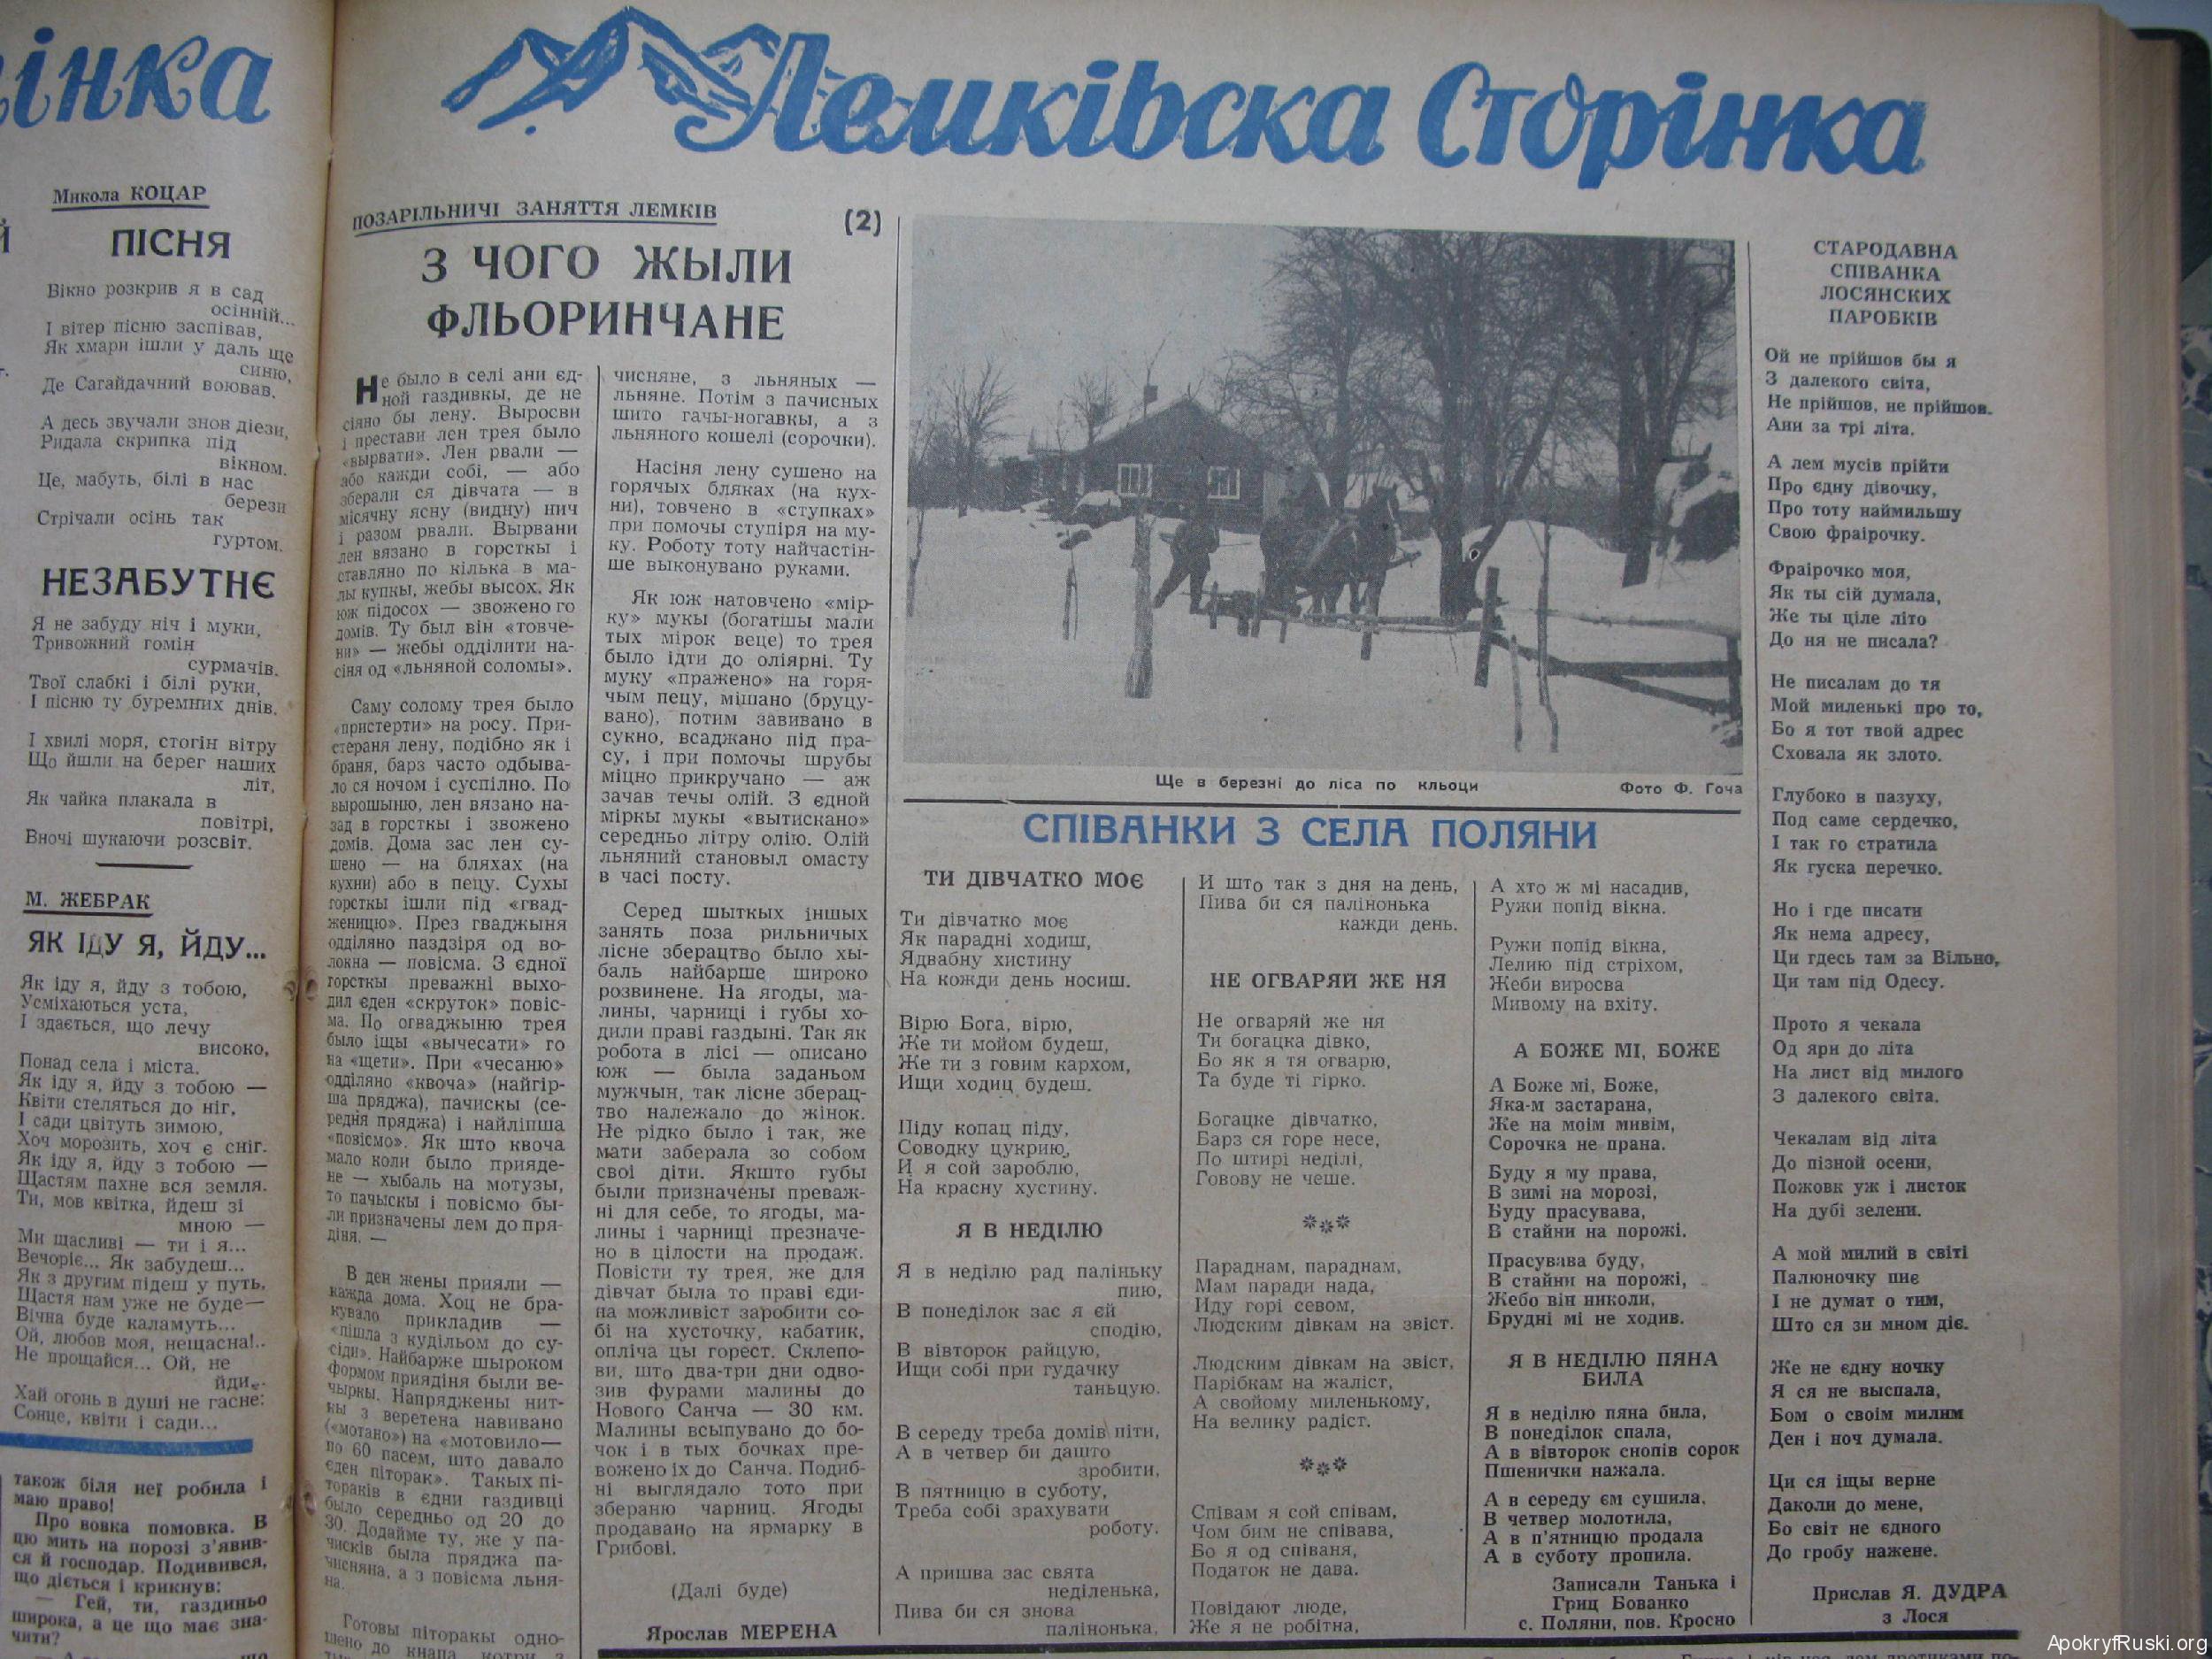 інка
Микола КОЦАР
ПІСНЯ
Вікно розкрив я в сад
осінній...
І вітер пісню заспівав,
Як хмари ішли у даль ще
синю,
Де Сагайдачний воював.
А десь звучали знов дієзи,
Ридала скрипка під
вікном.
Це, мабуть, білі в нас
берези
Стрічали осінь так
гуртом.
НЕЗАБУТНЄ
Я не забуду ніч і муки,
Тривожний гомін
сурмачів.
Твої слабкі і білі руки,
І пісню ту буремних днів.
І хвилі моря, стогін вітру
Що йшли на берег наших
літ,
Як чайка плакала в
повітрі,
Вночі шукаючи розсвіт.
М. ЖЕБРАК
ЯК ІДУ Я, ЙДУ...
Як іду я, йду з тобою,
Усміхаються уста,
І здається, що лечу
високо,
Понад села і міста.
Як іду я, йду з тобою —
Квіти стеляться до ніг,
І сади цвітуть зимою,
Хоч морозить, хоч є сніг.
Як іду я, йду з тобою —
Щастям пахне вся земля.
Ти, мов квітка, йдеш зі
мною —
Ми щасливі — ти і я...
Вечоріє... Як забудеш...
Як з другим підеш у путь,
Щастя нам уже не буде—
Вічна буде каламуть...
Ой, любов моя, нещасна!..
Не прощайся... Ой, не
йди..
Хай огонь в душі не гасне:
Сонце, квіти і сади...
також біля неї робила і
маю право!
Про вовка помовка. В
цю мить на порозі з'явив-
ся й господар. Подивився,
що діється і крикнув:
— Гей, ти, газдиньо
широка, а це що має зна-
чити?
Лемківска Сторінка
ПОЗАРІЛЬНИЧІ ЗАНЯТТЯ ЛЕМКІВ
(2)
З ЧОГО ЖЫЛИ
ФЛЬОРИНЧАНЕ
Не было в селі ани єд-
ной газдивкы, де не
сіяно бы лену. Выросви
і престави лен трея было
«вырвати». Лен рвали —
або кажди собі, — або
зберали ся дівчата — в
місячну ясну (видну) нич
і разом рвали. Вырвани
лен вязано в горсткы і
ставляно по кілька в ма-
лы купкы, жебы высох. Як
юж підосох — звожено го
домів. Ту был він «товче-
ни» — жебы одділити на-
сіня од «льняной соломы».
Саму солому трея было
«пристерти» на росу. При-
стераня лену, подібно як і
браня, барз часто одбыва-
ло ся ночом і суспілно. По
вырошыню, лен вязано на-
зад в горсткы і звожено
домів. Дома зас лен су-
шено — на бляхах (на
кухни) або в пецу. Сухы
горсткы ішли під «гвад-
женицю». През гваджыня
одділяно паздзіря од во-
локна — повісма. З єдної
горсткы преважні выхо-
дил єден «скруток» повіс-
ма. По огваджыню трея
было іщы «вычесати» го
на «щети». При «чесаню»
одділяно «квоча» (найгір-
ша пряджа), пачискы (се-
редня пряджа) і найліпша
«повісмо». Як што квоча
мало коли было приядe-
не — хыбаль на мотузы,
то пачыскы і повісмо бы-
ли призначены лем до пря-
діня. —
В ден жены прияли —
кажда дома. Хоц не бра-
кувало прикладив —
«пішла з кудільом до су-
сіди». Найбарже шыроком
формом приядіня были ве-
чыркы. Напряджены нит-
кы з веретена навивано
(«мотано») на «мотовило—
по 60 пасем, што давало
єден піторак». Такых пі-
тораків в єдни газдивці
было середньо од 20 до
30. Додайме ту, же у па-
чисків была пряджа па-
чисняна, а з повісма льня-
на.
Готовы піторакы одно-
шено до кнапа, котри з
чисняне, з льняных —
льняне. Потім з пачисных
шито гачы-ногавкы, а з
льняного кошелі (сорочки).
Насіня лену сушено на
горячых бляках (на кух-
ни), товчено в «ступках»
при помочы ступіря на му-
ку. Роботу тоту найчастін-
ше выконувано руками.
Як юж натовчено «мір-
ку» мукы (богатшы мали
тых мірок веце) то трея
было ідти до оліярні. Ту
муку «пражено» на горя-
чым пецу, мішано (бруцу-
вано), потим завивано в
сукно, всаджано під пра-
су, і при помочы шрубы
міцно прикручано — аж
зачав течы олій. З єдной
міркы мукы «вытискано»
середньо літру олію. Олій
льняний становыл омасту
в часі посту.
Серед шыткых іншых
занять поза рильничых
лісне зберацтво было хы-
баль найбарше широко
розвинене. На ягоды, ма-
лины, чарниці і губы хо-
дили праві газдыні. Так як
робота в лісі — описано
юж — была заданьом
мужчын, так лісне зберац-
тво належало до жінок.
Не рідко было і так, же
мати заберала зо собом
свої діти. Якшто губы
были призначены преваж-
ні для себе, то ягоды, ма-
лины і чарниці презначе-
но в цілости на продаж.
Повісти ту трея, же для
дівчат была то праві єди-
на можливіст заробити со-
бі на хусточку, кабатик,
опліча цы горест. Склепо-
ви, што два-три дни одво-
зив фурами малины до
Нового Санча — 30 км.
Малины всыпувано до бо-
чок і в тых бочках пре-
вожено їх до Санча. Подиб-
ні выглядало тото при
збераню чарниц. Ягоды
продавано на ярмарку в
Грибові.
(Далі буде)
Ярослав МЕРЕНА
Ще в березні до ліса по кльоци
Фото Ф. Гоча
СПІВАНКИ З СЕЛА ПОЛЯНИ
ТИ ДІВЧАТКО МОЄ
Ти дівчатко моє
Як парадні ходиш,
Ядвабну хистину
На кожди день носиш.
Вірю Бога, вірю,
Же ти мойом будеш,
Же ти з говим кархом,
Ищи ходиц будеш.
Піду копац піду,
Соводку цукрию,
И я сой зароблю,
На красну хустину.
Я В НЕДІЛЮ
Я в неділю рад паліньку
пию,
В понеділок зас я єй
сподію,
В вівторок райцую,
Ищи собі при гудачку
таньцую.
В середу треба домів піти,
А в четвер би дашто
зробити,
В пятницю в суботу,
Треба собі зрахувати
роботу.
А пришва зас свята
неділенька,
Пива би ся знова
палінонька,
И што так з дня на день,
Пива би ся палінонька
кажди день.
НЕ ОГВАРЯЙ ЖЕ НЯ
Не огваряй же ня
Ти богацка дівко,
Бо як я тя огварю,
Та буде ті гірко.
Богацке дівчатко,
Барз ся горе несе,
По штирі неділі,
Говову не чеше.
***
Параднам, параднам,
Мам паради нада,
Иду горі севом,
Людским дівкам на звіст.
Людским дівкам на звіст,
Парібкам на жаліст,
А свойому миленькому,
На велику радіст.
***
Співам я сой співам,
Чом бим не співава,
Бо я од співаня,
Податок не дава.
Повідают люде,
Же я не робітна,
А хто ж мі насадив,
Ружи попід вікна.
Ружи попід вікна,
Лелию під стріхом,
Жеби виросва
Мивому на вхіту.
А БОЖЕ МІ, БОЖЕ
А Боже мі, Боже,
Яка-м застарана,
Же на моім мивім,
Сорочка не прана.
Буду я му права,
В зимі на морозі,
Буду прасувава,
В стайни на порожі.
Прасувава буду,
В стайни на порожі,
Жебо він николи,
Брудні мі не ходив.
Я В НЕДІЛЮ ПЯНА
БИЛА
Я в неділю пяна била,
В понеділок спала,
А в вівторок снопів сорок
Пшенички нажала.
А в середу єм сушила,
В четвер молотила,
А в п'ятницю продала
А в суботу пропила.
Записали Танька і
Гриц Бованко
с. Поляни, пов. Кросно
СТАРОДАВНА
СПІВАНКА
ЛОСЯНСКИХ
ПАРОБКІВ
Ой не прійшов бы я
З далекого світа,
Не прійшов, не прійшов.
Ани за трі літа.
А лем мусів прійти
Про єдну дівочку,
Про тоту наймильшу
Свою фраірочку.
Фраірочко моя,
Як ты сій думала,
Же ты ціле літо
До ня не писала?
Не писалам до тя
Мой миленькі про то,
Бо я тот твой адрес
Сховала як злото.
Глубоко в пазуху,
Под саме сердечко,
І так го стратила
Як гуска перечко.
Но і где писати
Як нема адресу,
Ци гдесь там за Вільно,
Ци там під Одесу.
Прото я чекала
Од яри до літа
На лист від милого
З далекого світа.
Чекалам від літа
До пізной осени,
Пожовк уж і листок
На дубі зелени.
А мой милий в світі
Палюночку пиє
І не думат о тим,
Што ся зи мном діє.
Же не єдну ночку
Я ся не выспала,
Бом о своім милим
Ден і ноч думала.
Ци ся іщы верне
Даколи до мене,
Бо світ не єдного
До гробу нажене.
Прислав Я. ДУДРА
з Лося
ApokryfRuski.org